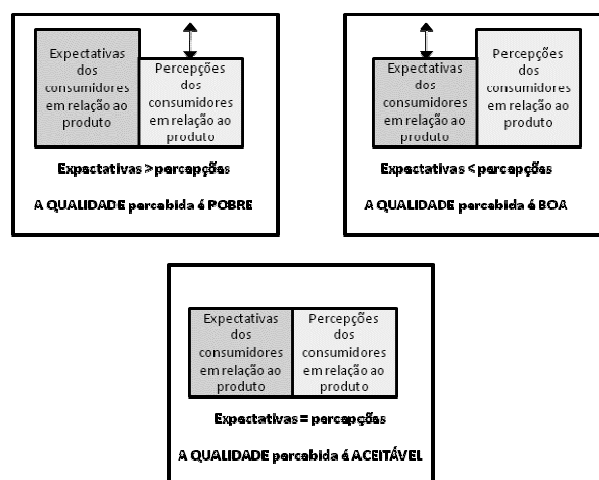 Expectativas
dos
consumidores
em relação ao
produto
Percepções
dos
consumidores
em relação ao
produto
Expectativas > percepções
A QUALIDADE percebida é POBRE
Expectativas
dos
consumidores
em relação ao
produto
Percepções
dos
consumidores
em relação ao
produto
Expectativas < percepções
A QUALIDADE percebida é BOA
Expectativas
dos
consumidores
em relação ao
produto
Percepções
dos
consumidores
em relação ao
produto
Expectativas = percepções
A QUALIDADE percebida é ACEITÁVEL